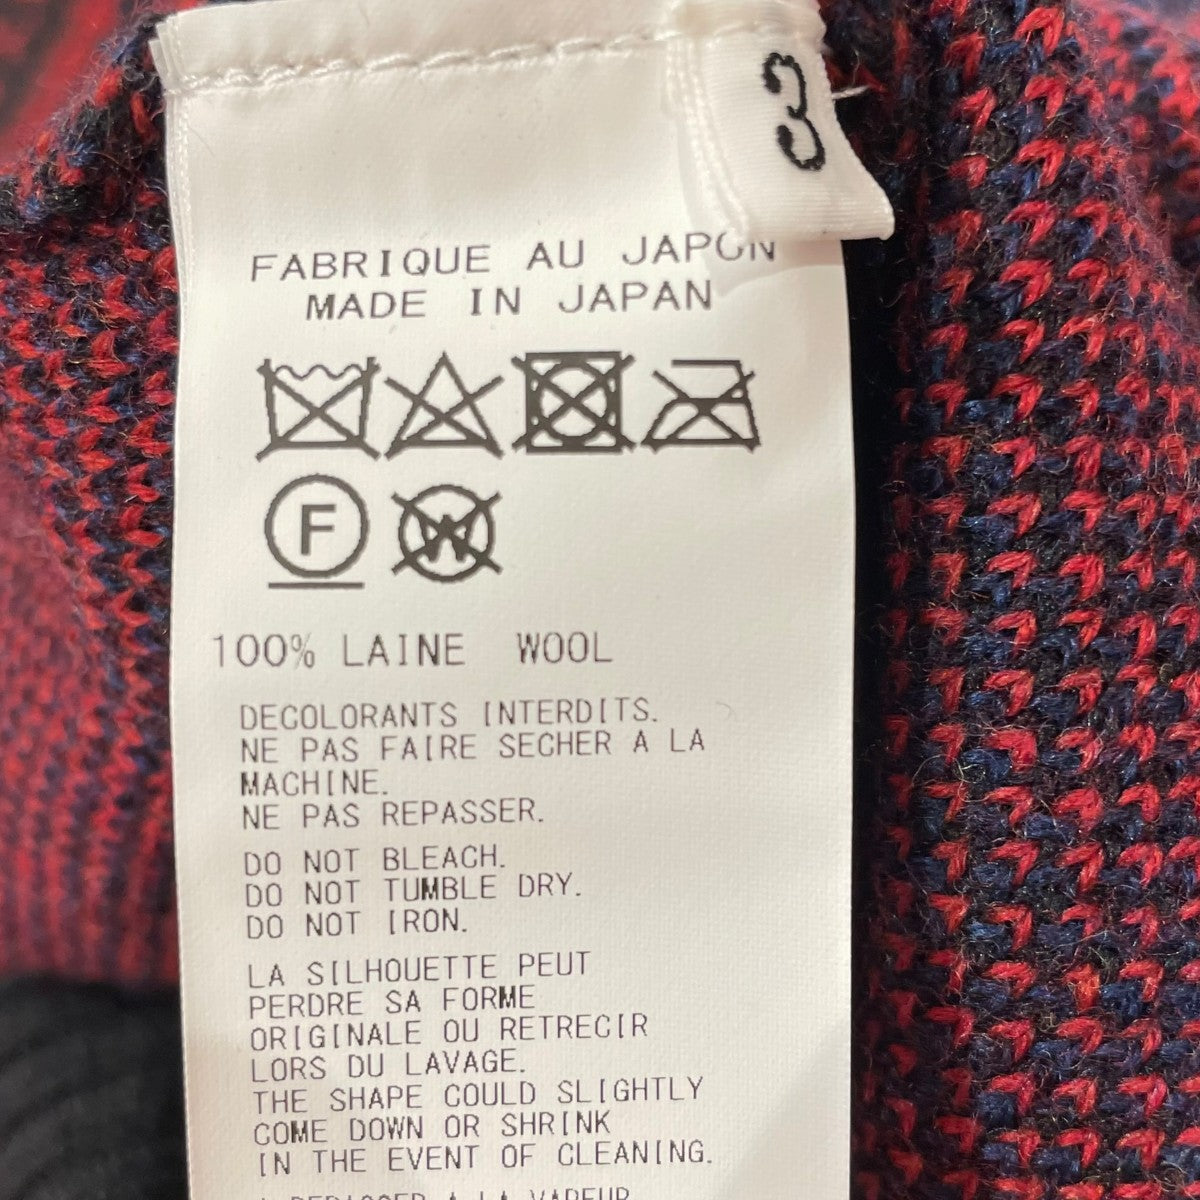 3
FABRIQUE AU JAPON
MADE IN JAPAN
F W
100% LAINE WOOL
DECOLORANTS INTERDITS.
NE PAS FAIRE SECHER A LA
MACHINE.
NE PAS REPASSER.
DO NOT BLEACH.
DO NOT TUMBLE DRY.
DO NOT IRON.
LA SILHOUETTE PEUT
PERDRE SA FORME
ORIGINALE OU RETRECIR
LORS DU LAVAGE.
THE SHAPE COULD SLIGHTLY
COME DOWN OR SHRINK
IN THE EVENT OF CLEANING.
A LA VAPEUR